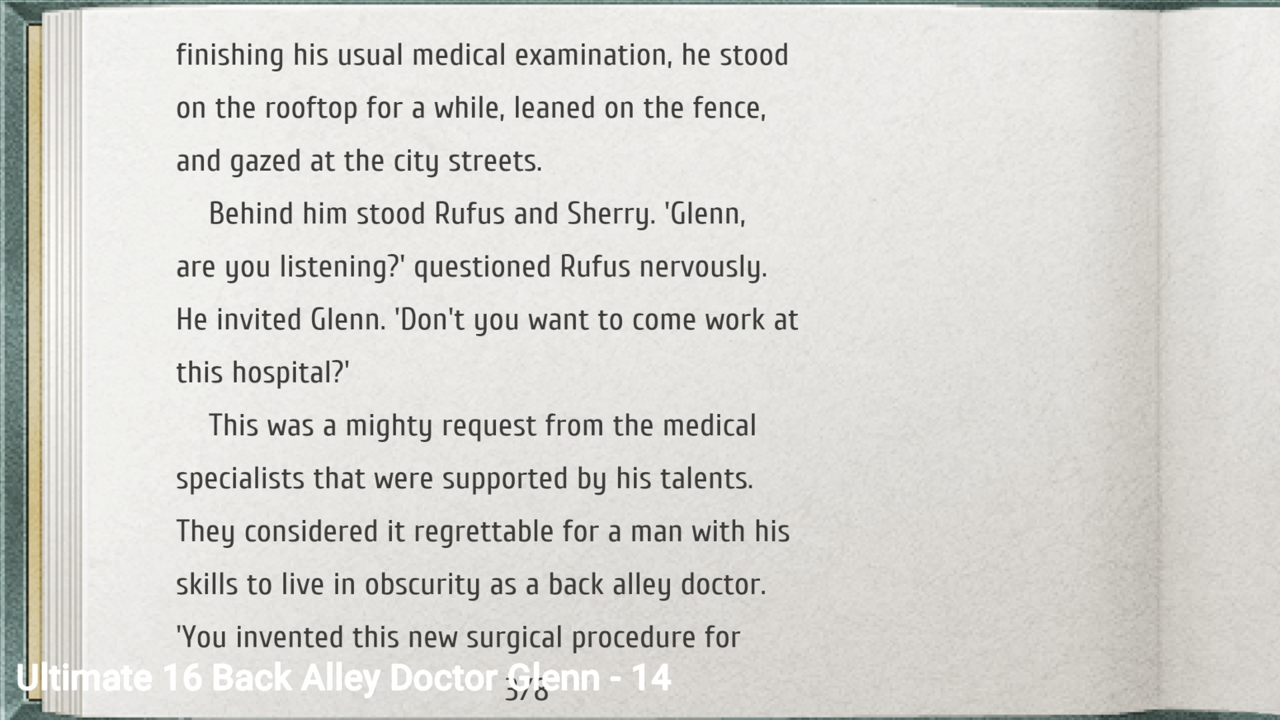 finishing his usual medical examination, he stood
on the rooftop for a while, leaned on the fence,
and gazed at the city streets.
Behind him stood Rufus and Sherry. 'Glenn,
are you listening?' questioned Rufus nervously.
He invited Glenn. 'Don't you want to come work at
this hospital?'
This was a mighty request from the medical
specialists that were supported by his talents.
They considered it regrettable for a man with his
skills to live in obscurity as a back alley doctor.
'You invented this new surgical procedure for
Ultimate 16 Back Alley Doctor Glenn - 14